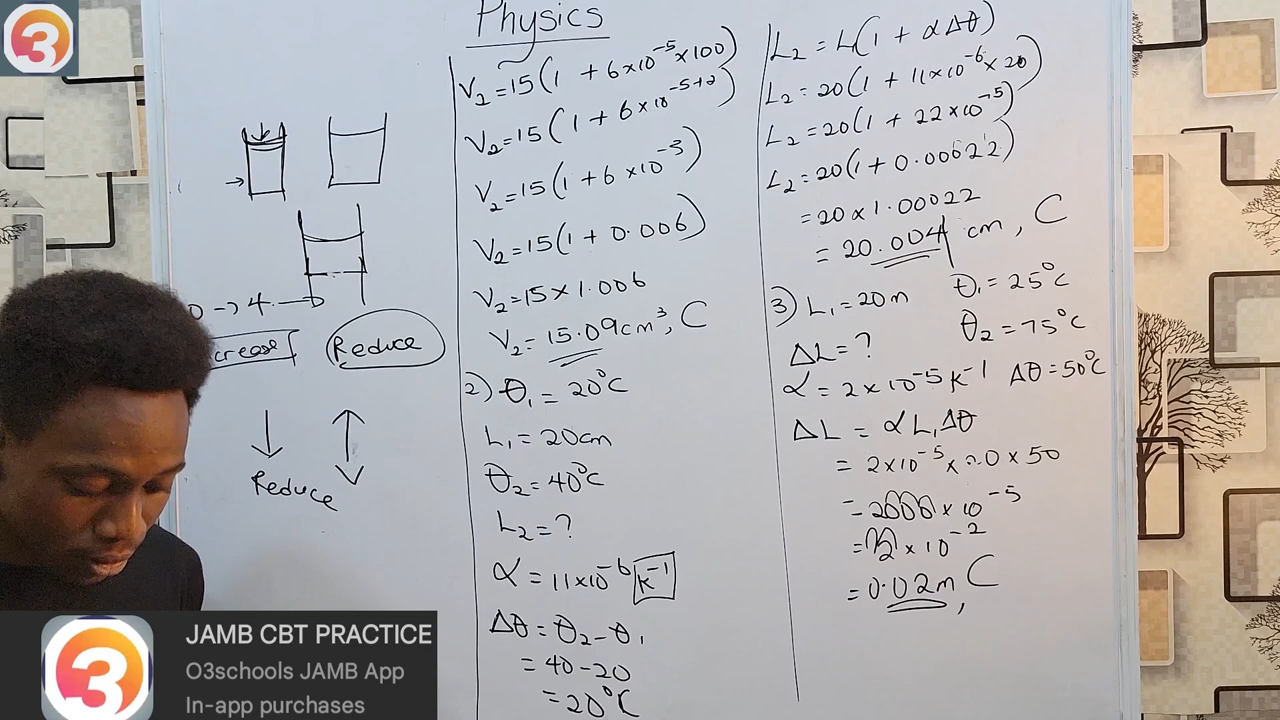 3
Physics
0 → 4
crease
Reduce
Reduce
V₂=15(1 + 6×10⁻⁵×100)
V₂=15(1 + 6×10⁻⁵⁺²)
V₂=15(1+6×10⁻³)
V₂=15(1+0.006)
V₂=15×1.006
V₂=15.09cm³, C
2) θ₁ = 20°C
L₁ = 20cm
θ₂ = 40°C
L₂ = ?
α = 11×10⁻⁶ K⁻¹
Δθ = θ₂ - θ₁
= 40-20
= 20°C
L₂ = L(1 + αΔθ)
L₂ = 20(1 + 11×10⁻⁶×20)
L₂ = 20(1 + 22×10⁻⁵)
L₂ = 20(1+0.00022)
= 20×1.00022
= 20.004 cm, C
3) L₁ = 20m θ₁ = 25°C
ΔL = ? θ₂ = 75°C
α = 2×10⁻⁵ K⁻¹ Δθ = 50°C
ΔL = αL₁Δθ
= 2×10⁻⁵ × 20 × 50
= 2000×10⁻⁵
= 2×10⁻²
= 0.02m, C
3
JAMB CBT PRACTICE
O3schools JAMB App
In-app purchases